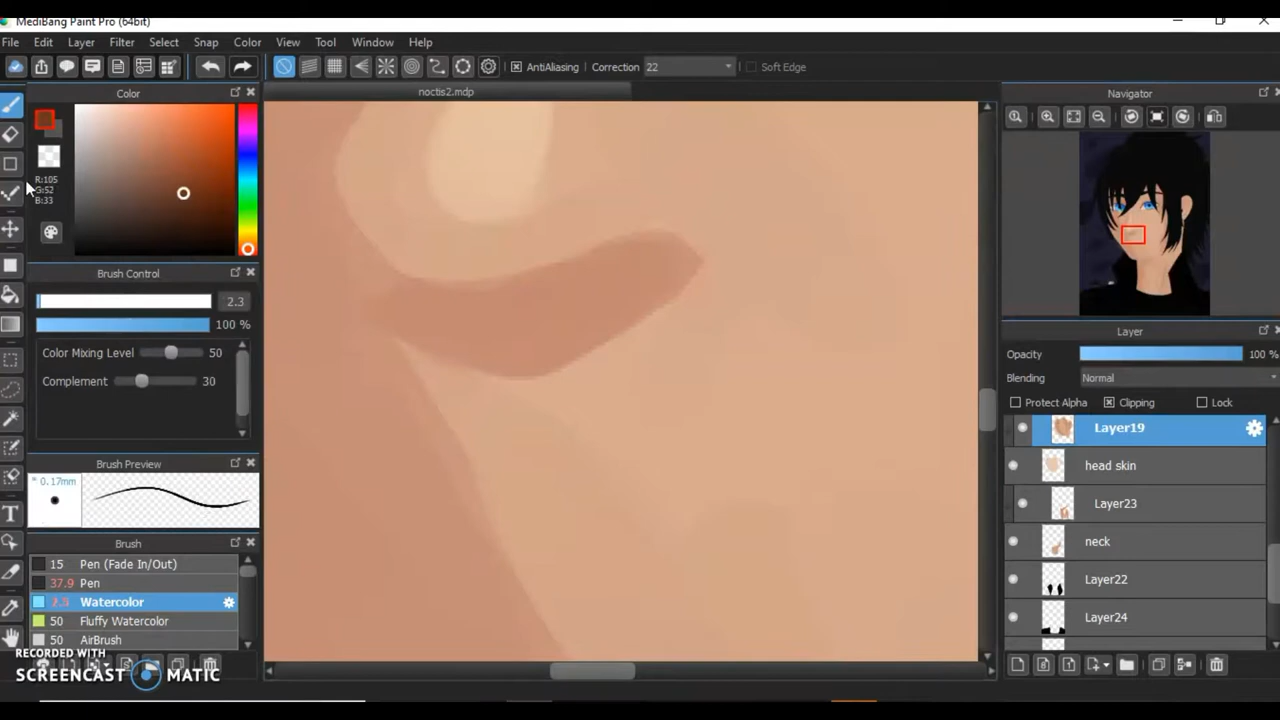 MediBang Paint Pro (64bit)
File Edit Layer Filter Select Snap Color View Tool Window Help
AntiAliasing Correction 22 Soft Edge
Color
noctis2.mdp
Navigator
R:105
G:52
B:33
Brush Control
2.3
100 %
Color Mixing Level 50
Complement 30
Brush Preview
* 0.17mm
Brush
15 Pen (Fade In/Out)
37.9 Pen
2.3 Watercolor
50 Fluffy Watercolor
50 AirBrush
Layer
Opacity 100 %
Blending Normal
Protect Alpha Clipping Lock
Layer19
head skin
Layer23
neck
Layer22
Layer24
RECORDED WITH
SCREENCAST MATIC